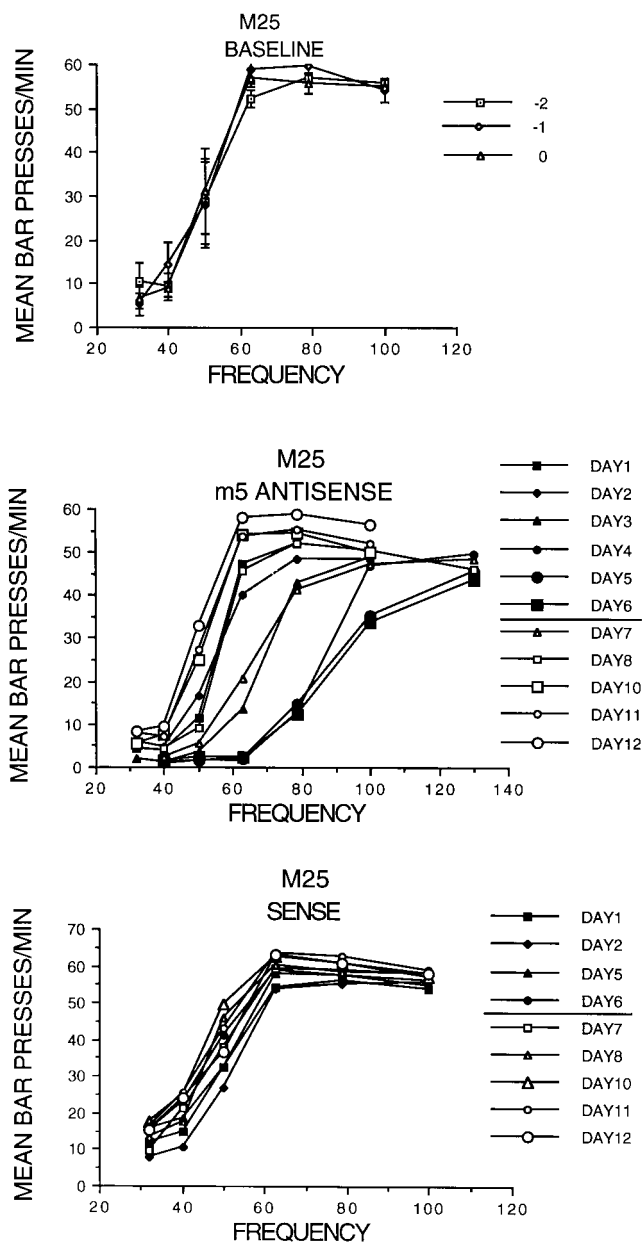 M25
BASELINE
MEAN BAR PRESSES/MIN
60
50
40
30
20
10
0
20 40 60 80 100 120
FREQUENCY
-2
-1
0
M25
m5 ANTISENSE
MEAN BAR PRESSES/MIN
60
50
40
30
20
10
0
20 40 60 80 100 120 140
FREQUENCY
DAY1
DAY2
DAY3
DAY4
DAY5
DAY6
DAY7
DAY8
DAY10
DAY11
DAY12
M25
SENSE
MEAN BAR PRESSES/MIN
70
60
50
40
30
20
10
0
20 40 60 80 100 120
FREQUENCY
DAY1
DAY2
DAY5
DAY6
DAY7
DAY8
DAY10
DAY11
DAY12